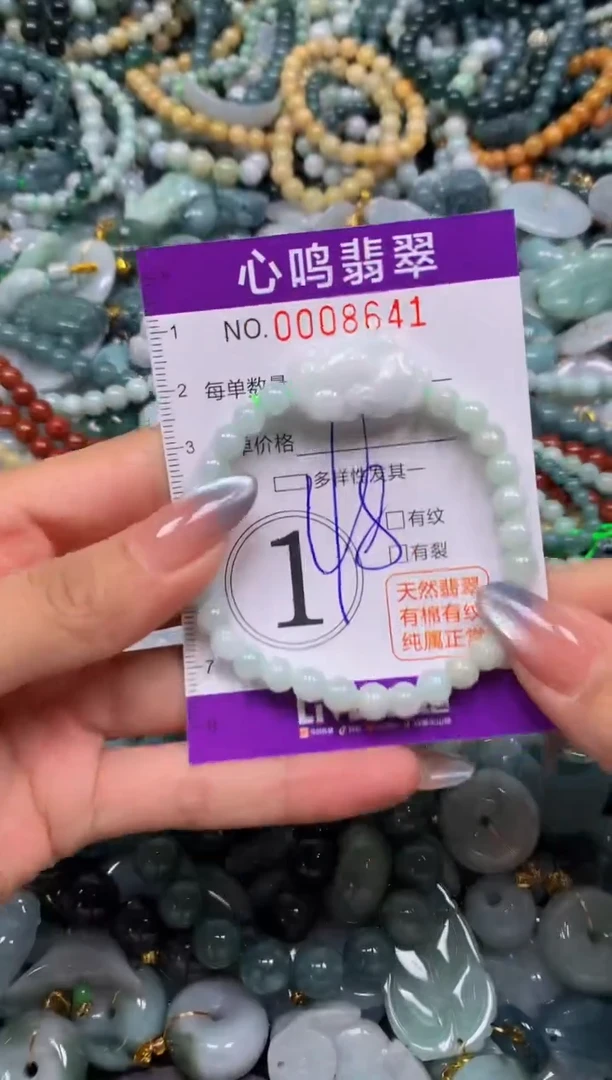 心鸣翡翠
NO.0008641
1
2
每单数量
3
单价格
多样性及其一
48
有纹
有裂
1
天然翡翠
有棉有纹
纯属正常
7
8